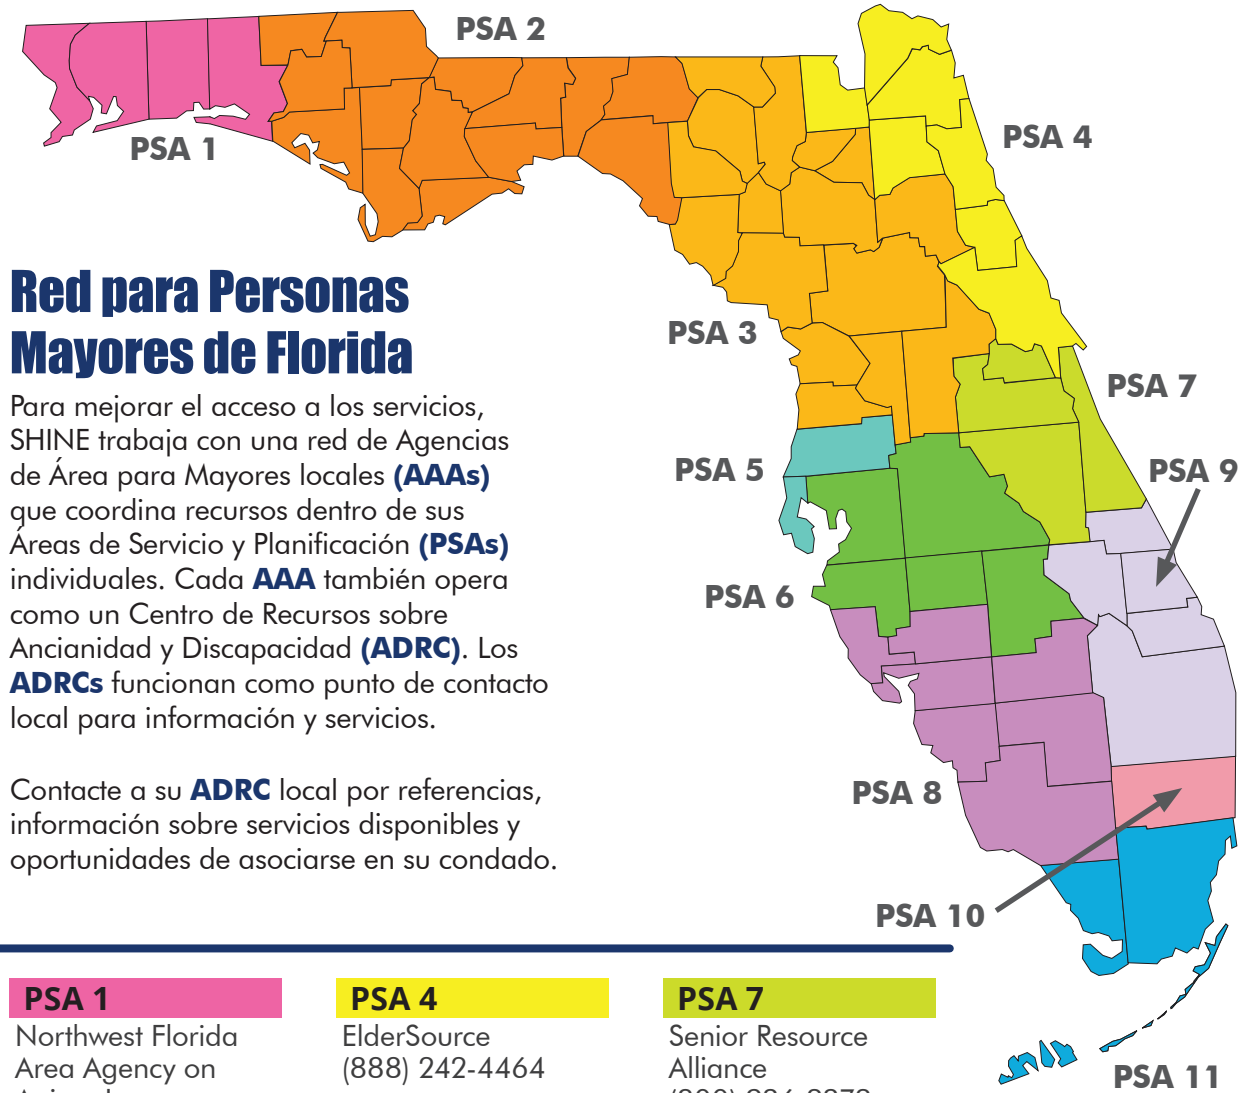 PSA 2
PSA 1
PSA 4
Red para Personas
Mayores de Florida
PSA 3
PSA 7
Para mejorar el acceso a los servicios,
SHINE trabaja con una red de Agencias
de Área para Mayores locales (AAAs)
que coordina recursos dentro de sus
Áreas de Servicio y Planificación (PSAs)
individuales. Cada AAA también opera
como un Centro de Recursos sobre
Ancianidad y Discapacidad (ADRC). Los
ADRCs funcionan como punto de contacto
local para información y servicios.
Contacte a su ADRC local por referencias,
información sobre servicios disponibles y
oportunidades de asociarse en su condado.
PSA 5
PSA 9
PSA 6
PSA 8
PSA 10
PSA 11
PSA 1
Northwest Florida
Area Agency on
PSA 4
ElderSource
(888) 242-4464
PSA 7
Senior Resource
Alliance